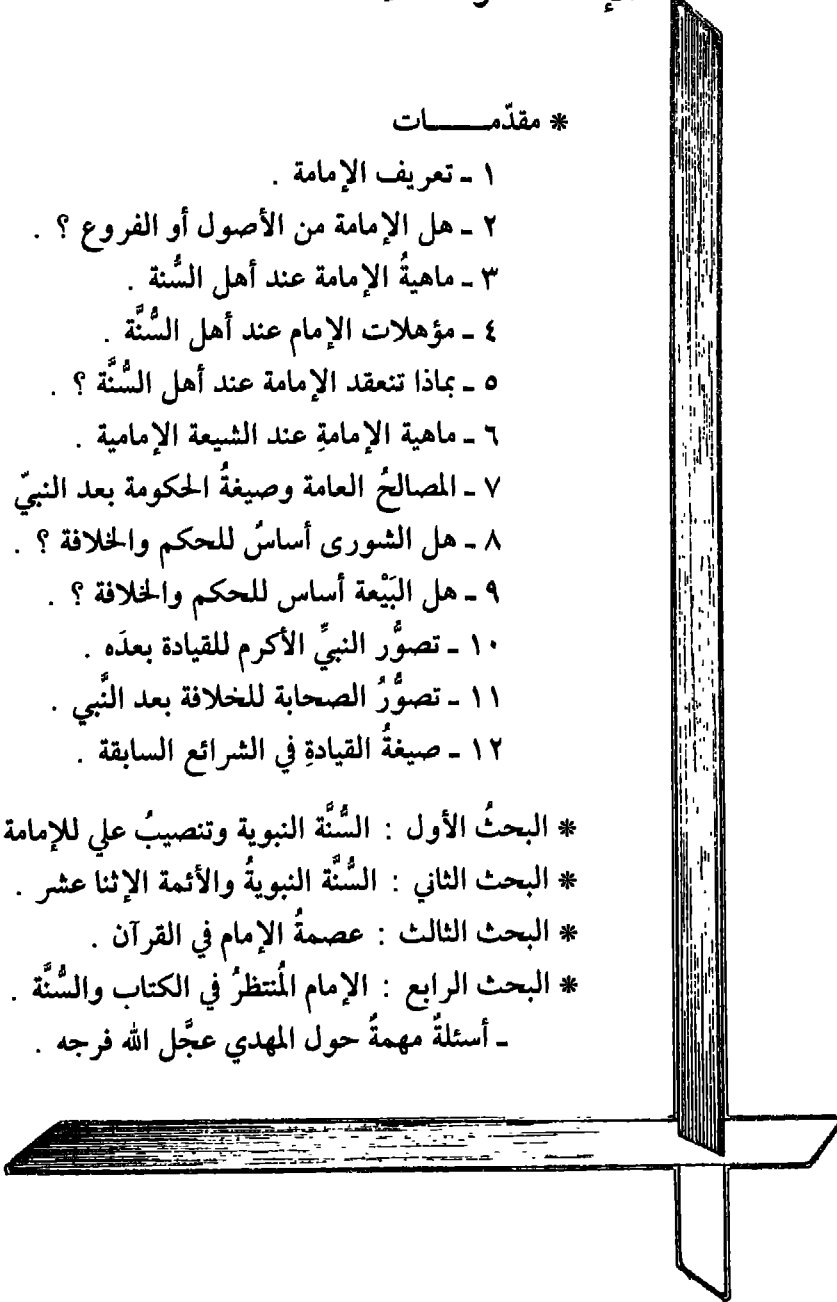 * مقدّمـــــات
١ ـ تعريف الإمامة .
٢ ـ هل الإمامة من الأصول أو الفروع ؟ .
٣ ـ ماهيةُ الإمامة عند أهل السُّنة .
٤ ـ مؤهلات الإمام عند أهل السُّنَّة .
٥ ـ بماذا تنعقد الإمامة عند أهل السُّنَّة ؟ .
٦ ـ ماهية الإمامةِ عند الشيعة الإمامية .
٧ ـ المصالحُ العامة وصيغةُ الحكومة بعد النبيّ
٨ ـ هل الشورى أساسُ للحكم والخلافة ؟ .
٩ ـ هل البَيْعة أساس للحكم والخلافة ؟ .
١٠ ـ تصوُّر النبيِّ الأكرم للقيادة بعدَه .
١١ ـ تصوُّرُ الصحابة للخلافة بعد النَّبي .
١٢ ـ صيغةُ القيادةِ في الشرائع السابقة .
* البحثُ الأول : السُّنَّة النبوية وتنصيبُ علي للإمامة
* البحث الثاني : السُّنَّة النبويةُ والأئمة الإثنا عشر .
* البحث الثالث : عصمةُ الإمام في القرآن .
* البحث الرابع : الإمام المُنتظرُ في الكتاب والسُّنَّة .
ـ أسئلةٌ مهمةٌ حول المهدي عجَّل الله فرجه .